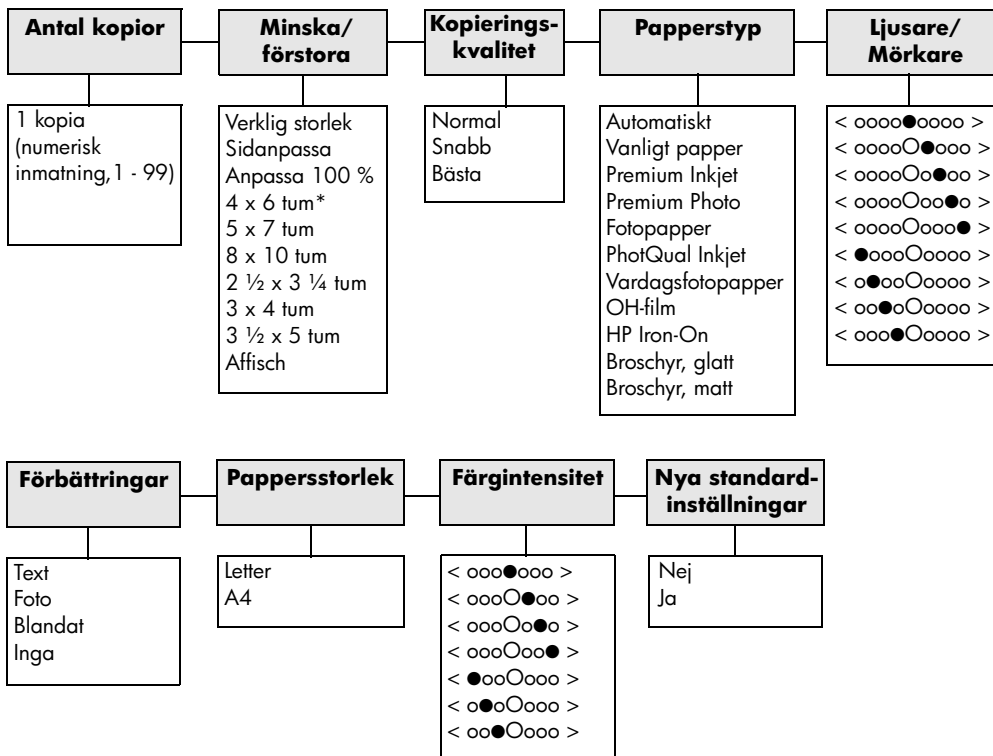 Antal kopior
Minska/
förstora
Kopierings-
kvalitet
Papperstyp
Ljusare/
Mörkare
1 kopia
(numerisk
inmatning,1 - 99)
Verklig storlek
Sidanpassa
Anpassa 100 %
4 x 6 tum*
5 x 7 tum
8 x 10 tum
2 ½ x 3 ¼ tum
3 x 4 tum
3 ½ x 5 tum
Affisch
Normal
Snabb
Bästa
Automatiskt
Vanligt papper
Premium Inkjet
Premium Photo
Fotopapper
PhotQual Inkjet
Vardagsfotopapper
OH-film
HP Iron-On
Broschyr, glatt
Broschyr, matt
< oooo●oooo >
< ooooO●ooo >
< ooooOo●oo >
< ooooOoo●o >
< ooooOooo● >
< ●oooOoooo >
< o●ooOoooo >
< oo●oOoooo >
< ooo●Ooooo >
Förbättringar
Pappersstorlek
Färgintensitet
Nya standard-
inställningar
Text
Foto
Blandat
Inga
Letter
A4
< ooo●ooo >
< oooO●oo >
< oooOo●o >
< oooOoo● >
< ●ooOooo >
< o●oOooo >
< oo●Oooo >
Nej
Ja